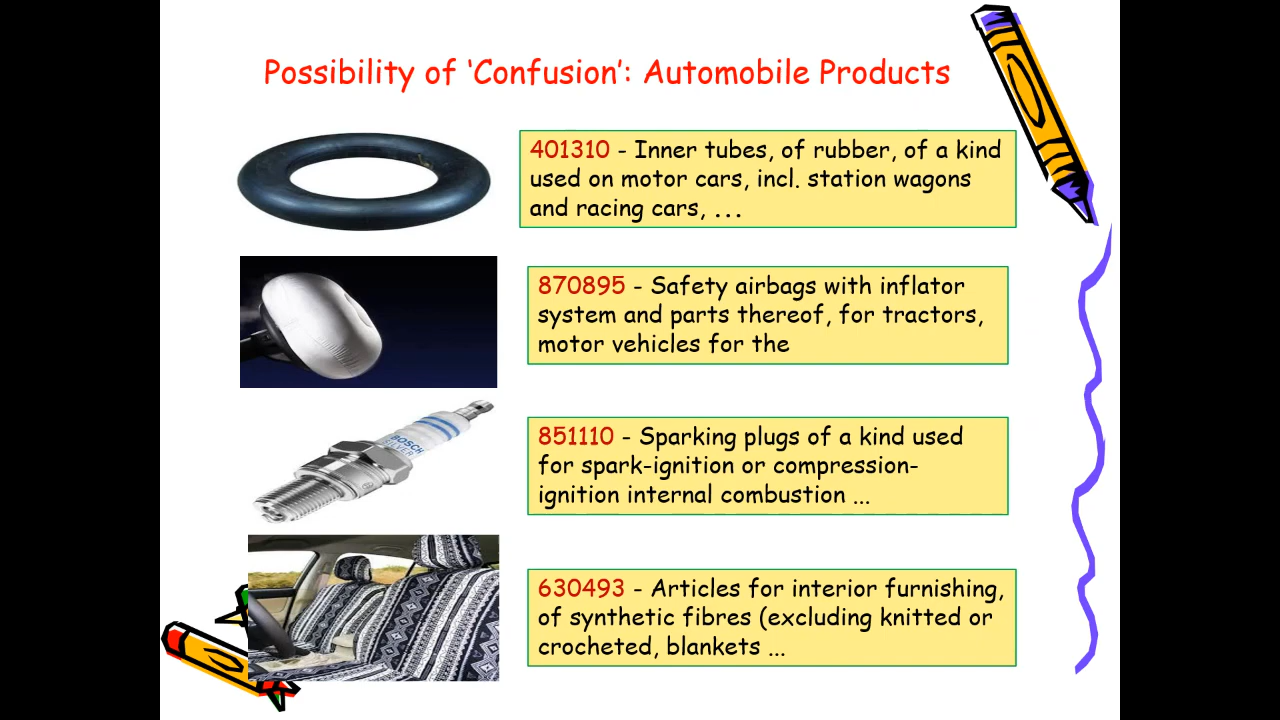 Possibility of ‘Confusion’: Automobile Products
401310 - Inner tubes, of rubber, of a kind
used on motor cars, incl. station wagons
and racing cars, ...
870895 - Safety airbags with inflator
system and parts thereof, for tractors,
motor vehicles for the
BOSCH
SILVER
851110 - Sparking plugs of a kind used
for spark-ignition or compression-
ignition internal combustion ...
630493 - Articles for interior furnishing,
of synthetic fibres (excluding knitted or
crocheted, blankets ...